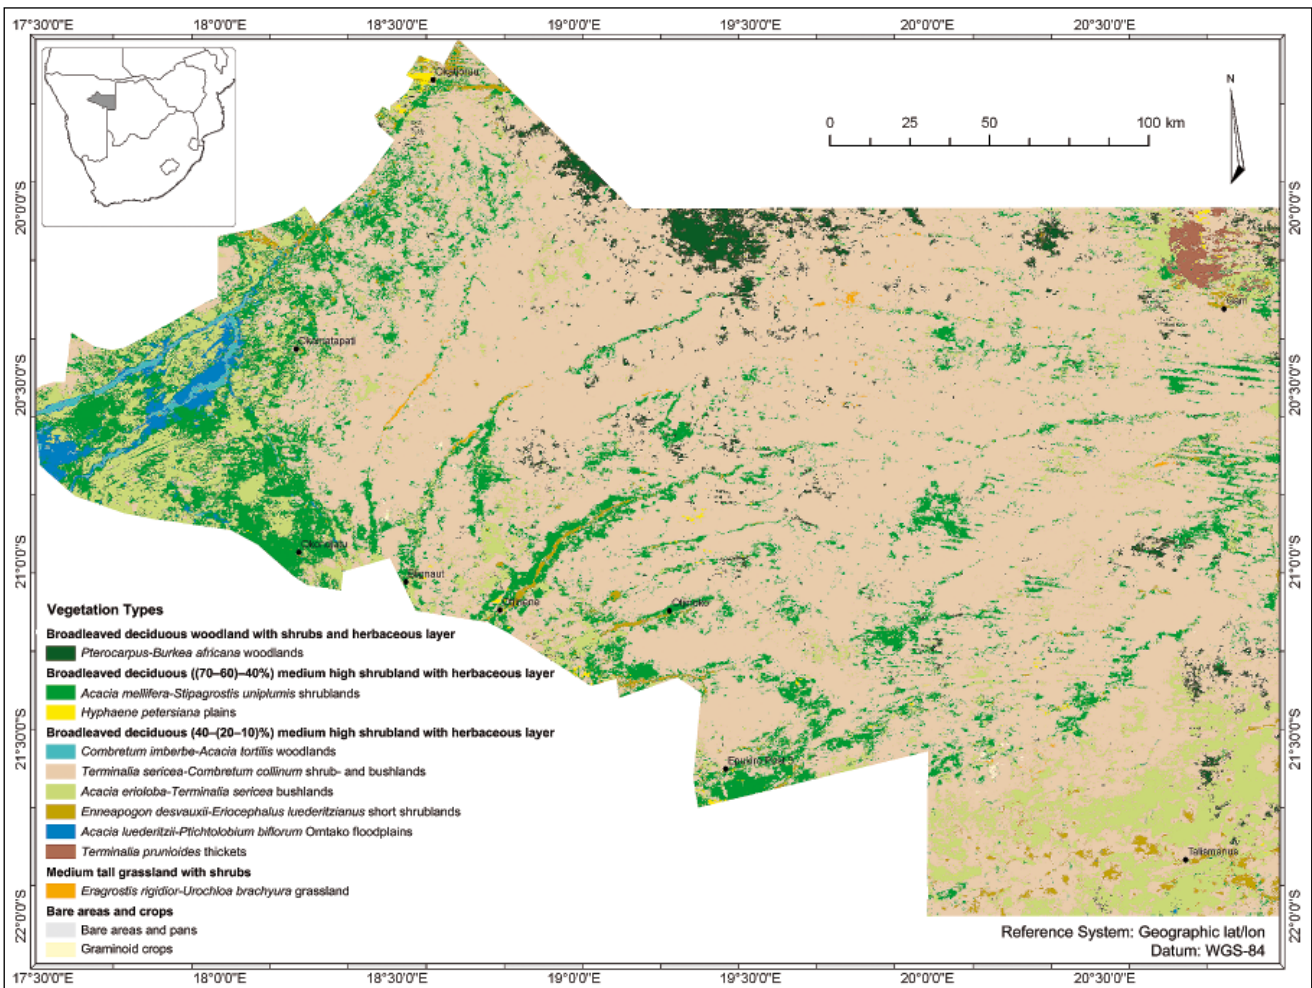 17°30'0"E 18°0'0"E 18°30'0"E 19°0'0"E 19°30'0"E 20°0'0"E 20°30'0"E
N
0 25 50 100 km
20°0'0"S
20°0'0"S
Gam
Okamatapati
20°30'0"S
20°30'0"S
Okakarara
21°0'0"S
21°0'0"S
Otjinene
Vegetation Types
Broadleaved deciduous woodland with shrubs and herbaceous layer
Pterocarpus-Burkea africana woodlands
Broadleaved deciduous ((70–60)–40%) medium high shrubland with herbaceous layer
Acacia mellifera-Stipagrostis uniplumis shrublands
Hyphaene petersiana plains
21°30'0"S
21°30'0"S
Broadleaved deciduous (40–(20–10)%) medium high shrubland with herbaceous layer
Combretum imberbe-Acacia tortilis woodlands
Terminalia sericea-Combretum collinum shrub- and bushlands
Acacia erioloba-Terminalia sericea bushlands
Enneapogon desvauxii-Eriocephalus luederitzianus short shrublands
Acacia luederitzii-Ptichtolobium biflorum Omtako floodplains
Terminalia prunioides thickets
Talismanus
Medium tall grassland with shrubs
Eragrostis rigidior-Urochloa brachyura grassland
22°0'0"S
22°0'0"S
Bare areas and crops
Bare areas and pans
Graminoid crops
Reference System: Geographic lat/lon
Datum: WGS-84
17°30'0"E 18°0'0"E 18°30'0"E 19°0'0"E 19°30'0"E 20°0'0"E 20°30'0"E